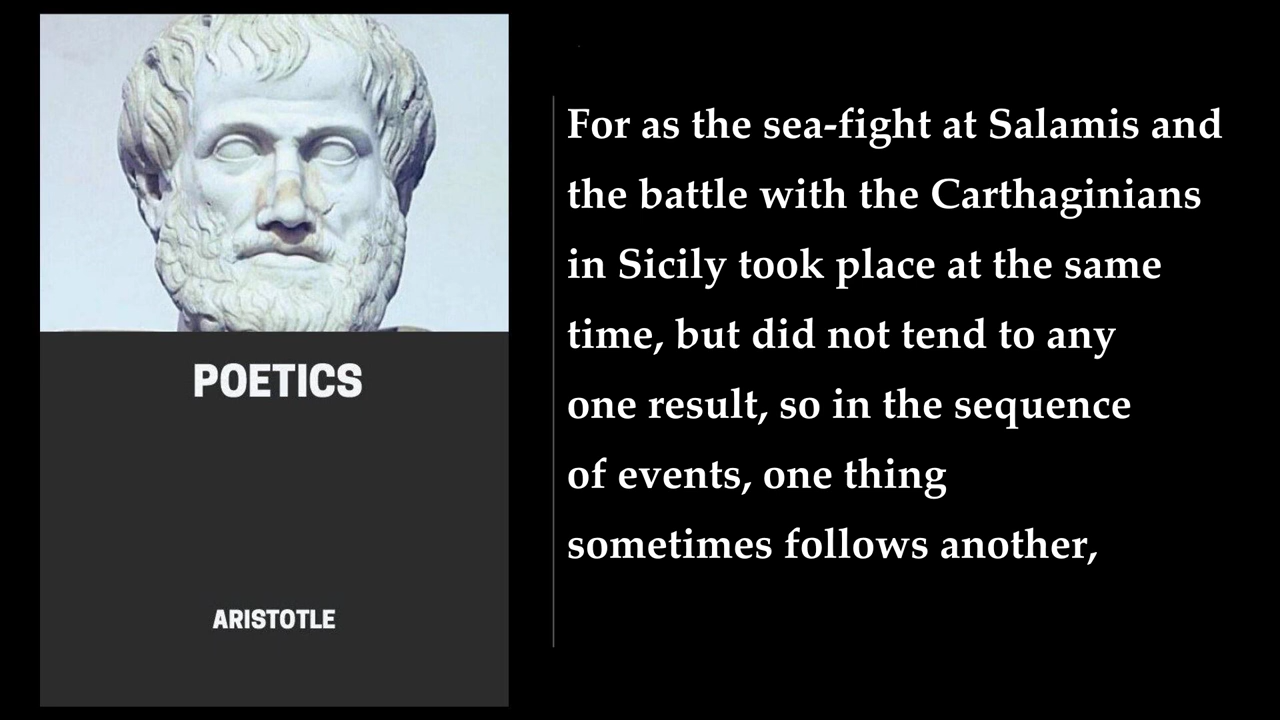 POETICS
ARISTOTLE
For as the sea-fight at Salamis and
the battle with the Carthaginians
in Sicily took place at the same
time, but did not tend to any
one result, so in the sequence
of events, one thing
sometimes follows another,